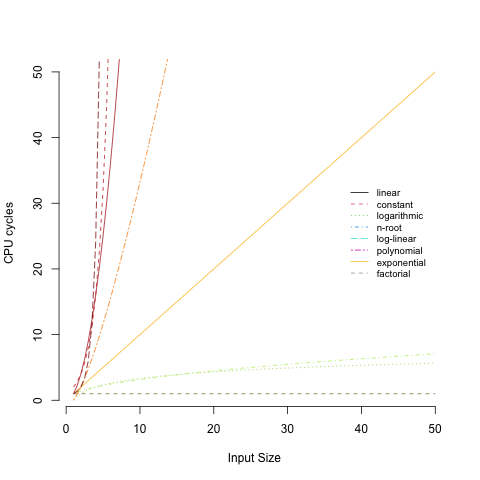 50
40
30
20
10
0
CPU cycles
linear
constant
logarithmic
n-root
log-linear
polynomial
exponential
factorial
0 10 20 30 40 50
Input Size